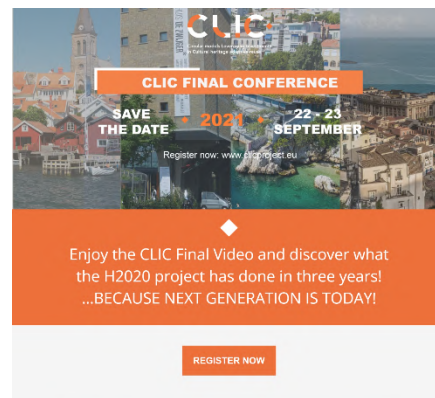 CLIC
CLIC FINAL CONFERENCE
SAVE
THE DATE
2021
22 - 23
SEPTEMBER
Register now: www.clicproject.eu
Enjoy the CLIC Final Video and discover what
the H2020 project has done in three years!
...BECAUSE NEXT GENERATION IS TODAY!
REGISTER NOW